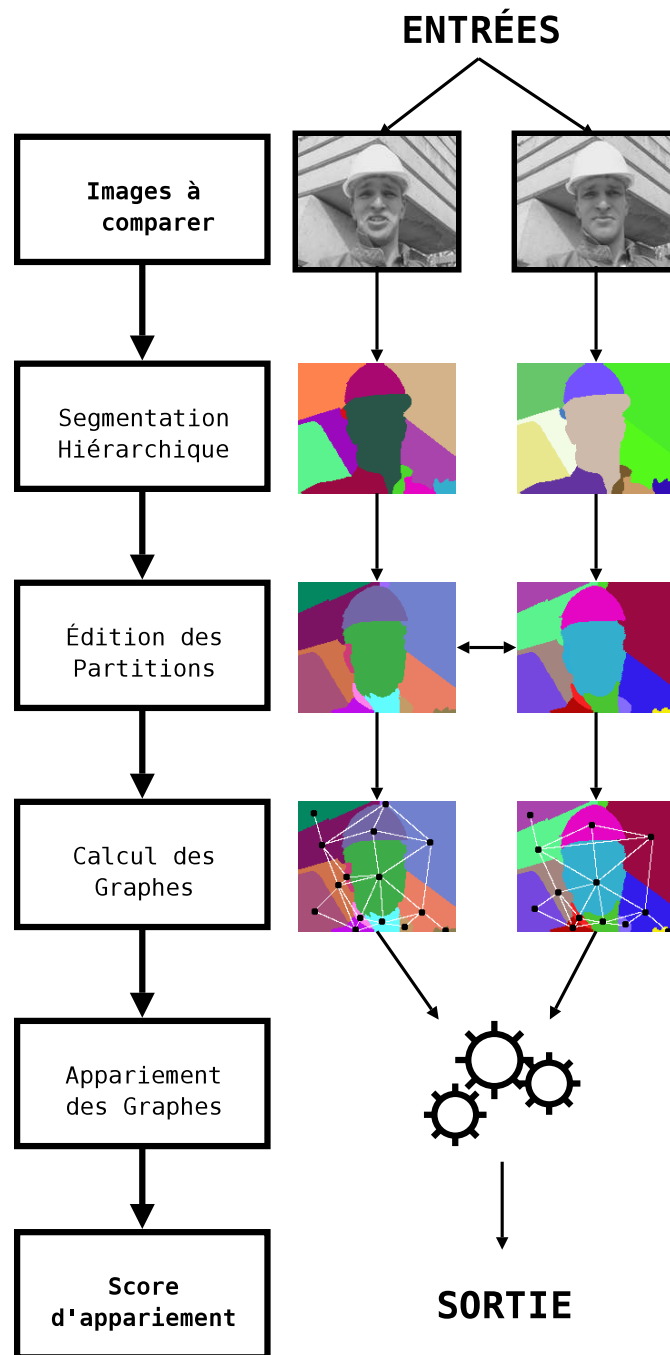 ENTRÉES
Images à
comparer
Segmentation
Hiérarchique
Édition des
Partitions
Calcul des
Graphes
Appariement
des Graphes
Score
d'appariement
SORTIE